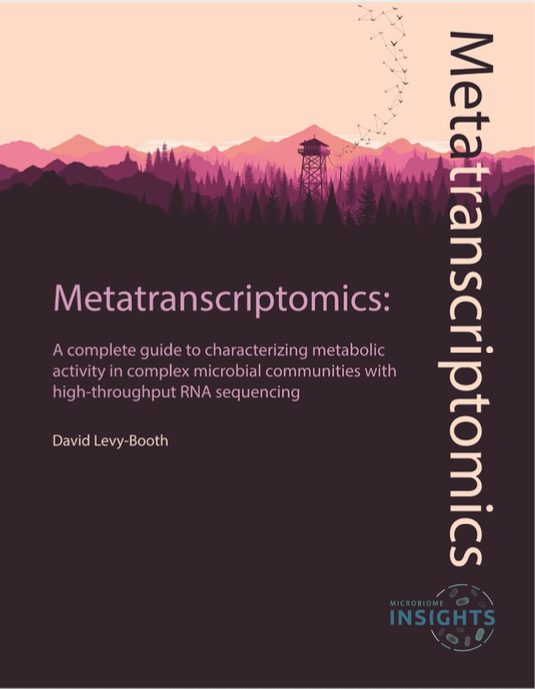 Metatranscriptomics
Metatranscriptomics:
A complete guide to characterizing metabolic
activity in complex microbial communities with
high-throughput RNA sequencing
David Levy-Booth
MICROBIOME
INSIGHTS